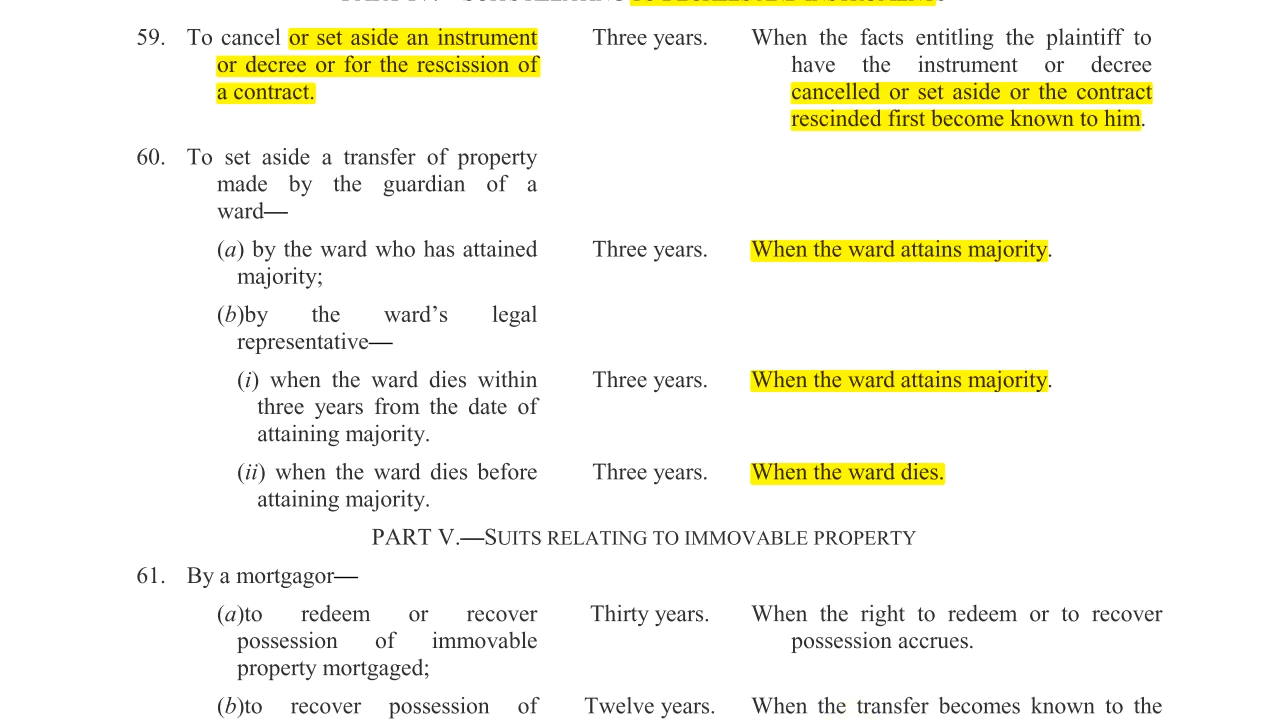 PART IV.—SUITS RELATING TO DECREES AND INSTRUMENTS
59. To cancel or set aside an instrument Three years. When the facts entitling the plaintiff to
or decree or for the rescission of have the instrument or decree
a contract. cancelled or set aside or the contract
rescinded first become known to him.
60. To set aside a transfer of property
made by the guardian of a
ward—
(a) by the ward who has attained Three years. When the ward attains majority.
majority;
(b)by the ward’s legal
representative—
(i) when the ward dies within Three years. When the ward attains majority.
three years from the date of
attaining majority.
(ii) when the ward dies before Three years. When the ward dies.
attaining majority.
PART V.—SUITS RELATING TO IMMOVABLE PROPERTY
61. By a mortgagor—
(a)to redeem or recover Thirty years. When the right to redeem or to recover
possession of immovable possession accrues.
property mortgaged;
(b)to recover possession of Twelve years. When the transfer becomes known to the